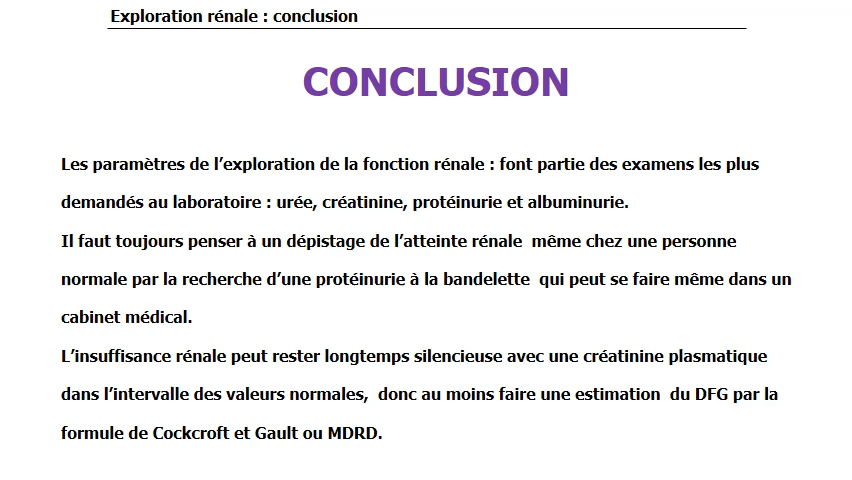 Exploration rénale : conclusion
CONCLUSION
Les paramètres de l’exploration de la fonction rénale : font partie des examens les plus
demandés au laboratoire : urée, créatinine, protéinurie et albuminurie.
Il faut toujours penser à un dépistage de l’atteinte rénale  même chez une personne
normale par la recherche d’une protéinurie à la bandelette  qui peut se faire même dans un
cabinet médical.
L’insuffisance rénale peut rester longtemps silencieuse avec une créatinine plasmatique
dans l’intervalle des valeurs normales,  donc au moins faire une estimation  du DFG par la
formule de Cockcroft et Gault ou MDRD.